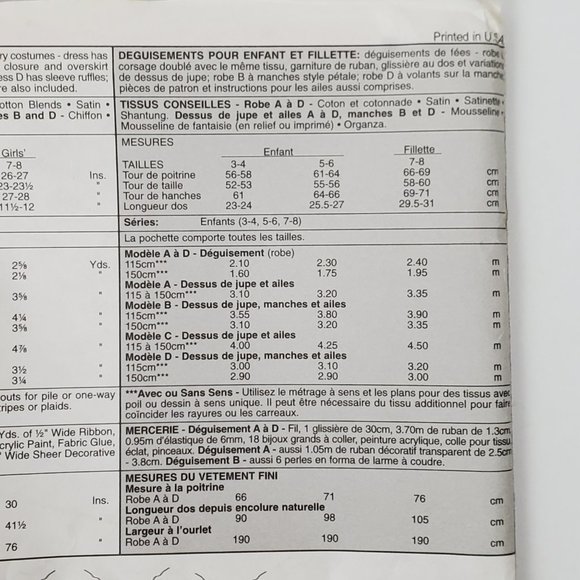 Printed in U.S.A
ry costumes - dress has
closure and overskirt
ess D has sleeve ruffles;
re also included.
otton Blends • Satin •
es B and D - Chiffon •
Girls'
7-8
26-27 Ins.
23-23½ "
27-28 "
11½-12 "
2⅝ Yds.
2⅛ "
3⅝ "
4¼ "
3⅝ "
4⅞ "
3½ "
3¼ "
outs for pile or one-way
tripes or plaids.
Yds. of ½" Wide Ribbon,
crylic Paint, Fabric Glue,
" Wide Sheer Decorative
30 Ins.
41½ "
76 "
DEGUISEMENTS POUR ENFANT ET FILLETTE: déguisements de fées - robe,
corsage doublé avec le même tissu, garniture de ruban, glissière au dos et variation
de dessus de jupe; robe B à manches style pétale; robe D à volants sur la manche;
pièces de patron et instructions pour les ailes aussi comprises.
TISSUS CONSEILLES - Robe A à D - Coton et cotonnade • Satin • Satinette •
Shantung. Dessus de jupe et ailes A à D, manches B et D - Mousseline •
Mousseline de fantaisie (en relief ou imprimé) • Organza.
MESURES
Enfant Fillette
TAILLES 3-4 5-6 7-8
Tour de poitrine 56-58 61-64 66-69 cm
Tour de taille 52-53 55-56 58-60 "
Tour de hanches 61 64-66 69-71 cm
Longueur dos 23-24 25.5-27 29.5-31 cm
Séries: Enfants (3-4, 5-6, 7-8)
La pochette comporte toutes les tailles.
Modèle A à D - Déguisement (robe)
115cm*** 2.10 2.30 2.40 m
150cm*** 1.60 1.75 1.95 "
Modèle A - Dessus de jupe et ailes
115 à 150cm*** 3.10 3.20 3.35 m
Modèle B - Dessus de jupe, manches et ailes
115cm*** 3.55 3.80 3.90 m
150cm*** 3.10 3.20 3.35 "
Modèle C - Dessus de jupe et ailes
115 à 150cm*** 4.00 4.25 4.50 m
Modèle D - Dessus de jupe, manches et ailes
115cm*** 3.00 3.10 3.20 m
150cm*** 2.90 2.90 3.00 m
***Avec ou Sans Sens - Utilisez le métrage à sens et les plans pour des tissus avec
poil ou dessin à sens unique. Il peut être nécessaire du tissu additionnel pour faire
coïncider les rayures ou les carreaux.
MERCERIE - Déguisement A à D - Fil, 1 glissière de 30cm, 3.70m de ruban de 1.3cm,
0.95m d'élastique de 6mm, 18 bijoux grands à coller, peinture acrylique, colle pour tissu,
éclat, pinceaux. Déguisement A - aussi 1.05m de ruban décoratif transparent de 2.5cm
- 3.8cm. Déguisement B - aussi 6 perles en forma de larme à coudre.
MESURES DU VETEMENT FINI
Mesure à la poitrine
Robe A à D 66 71 76 cm
Longueur dos depuis encolure naturelle
Robe A à D 90 98 105 cm
Largeur à l'ourlet
Robe A à D 190 190 190 cm